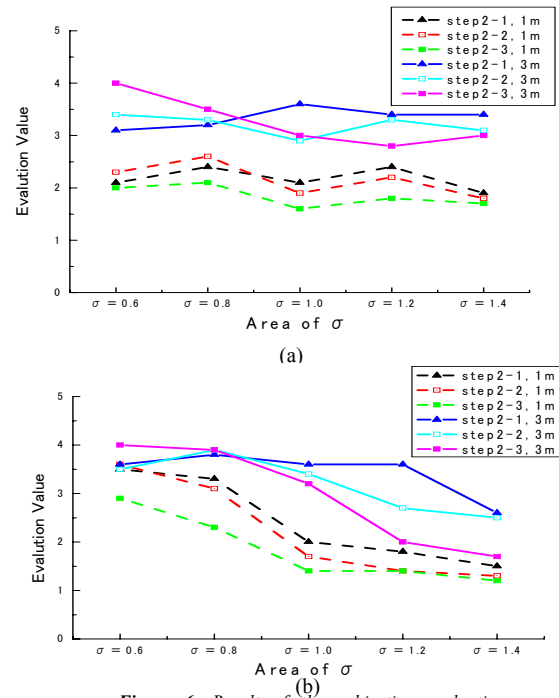 step2-1, 1m
step2-2, 1m
step2-3, 1m
step2-1, 3m
step2-2, 3m
step2-3, 3m
5
4
3
2
1
0
Evalution Value
σ = 0.6 σ = 0.8 σ = 1.0 σ = 1.2 σ = 1.4
Area of σ
(a)
step2-1, 1m
step2-2, 1m
step2-3, 1m
step2-1, 3m
step2-2, 3m
step2-3, 3m
5
4
3
2
1
0
Evalution Value
σ = 0.6 σ = 0.8 σ = 1.0 σ = 1.2 σ = 1.4
Area of σ
(b)